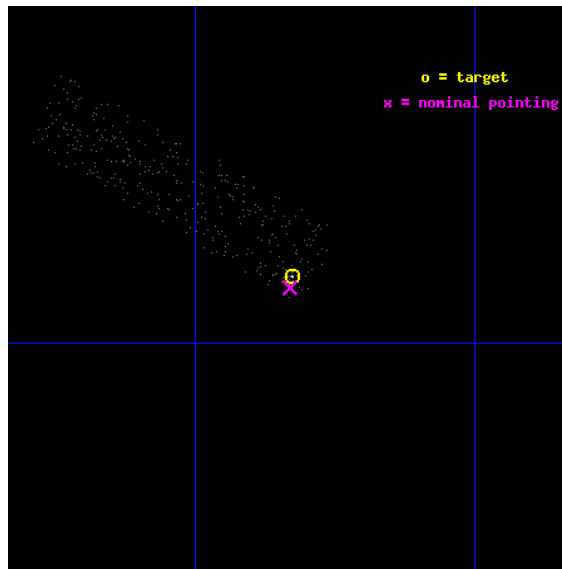 o = target
x = nominal pointing